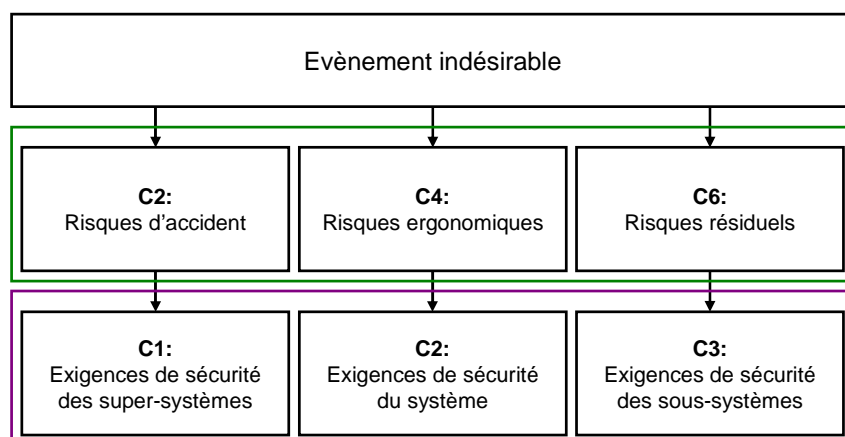 Evènement indésirable
C2:
Risques d'accident
C4:
Risques ergonomiques
C6:
Risques résiduels
C1:
Exigences de sécurité
des super-systèmes
C2:
Exigences de sécurité
du système
C3:
Exigences de sécurité
des sous-systèmes